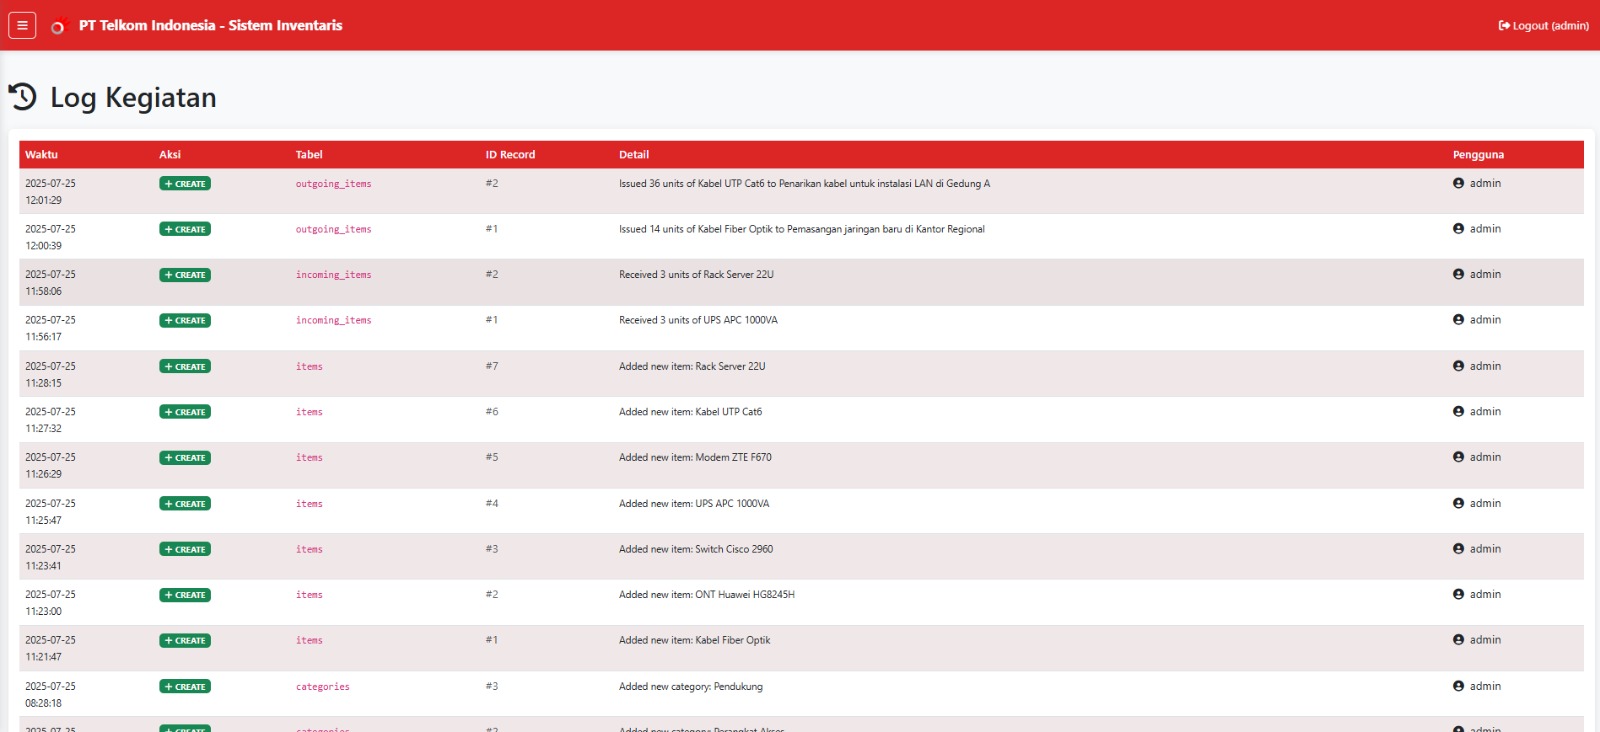 PT Telkom Indonesia - Sistem Inventaris
Logout (admin)
Log Kegiatan
Waktu Aksi Tabel ID Record Detail Pengguna
2025-07-25 12:01:29 + CREATE outgoing_items #2 Issued 36 units of Kabel UTP Cat6 to Penarikan kabel untuk instalasi LAN di Gedung A admin
2025-07-25 12:00:39 + CREATE outgoing_items #1 Issued 14 units of Kabel Fiber Optik to Pemasangan jaringan baru di Kantor Regional admin
2025-07-25 11:58:06 + CREATE incoming_items #2 Received 3 units of Rack Server 22U admin
2025-07-25 11:56:17 + CREATE incoming_items #1 Received 3 units of UPS APC 1000VA admin
2025-07-25 11:28:15 + CREATE items #7 Added new item: Rack Server 22U admin
2025-07-25 11:27:32 + CREATE items #6 Added new item: Kabel UTP Cat6 admin
2025-07-25 11:26:29 + CREATE items #5 Added new item: Modem ZTE F670 admin
2025-07-25 11:25:47 + CREATE items #4 Added new item: UPS APC 1000VA admin
2025-07-25 11:23:41 + CREATE items #3 Added new item: Switch Cisco 2960 admin
2025-07-25 11:23:00 + CREATE items #2 Added new item: ONT Huawei HG8245H admin
2025-07-25 11:21:47 + CREATE items #1 Added new item: Kabel Fiber Optik admin
2025-07-25 08:28:18 + CREATE categories #3 Added new category: Pendukung admin
2025-07-25 + CREATE categories #2 Added new category: Perangkat Akses admin